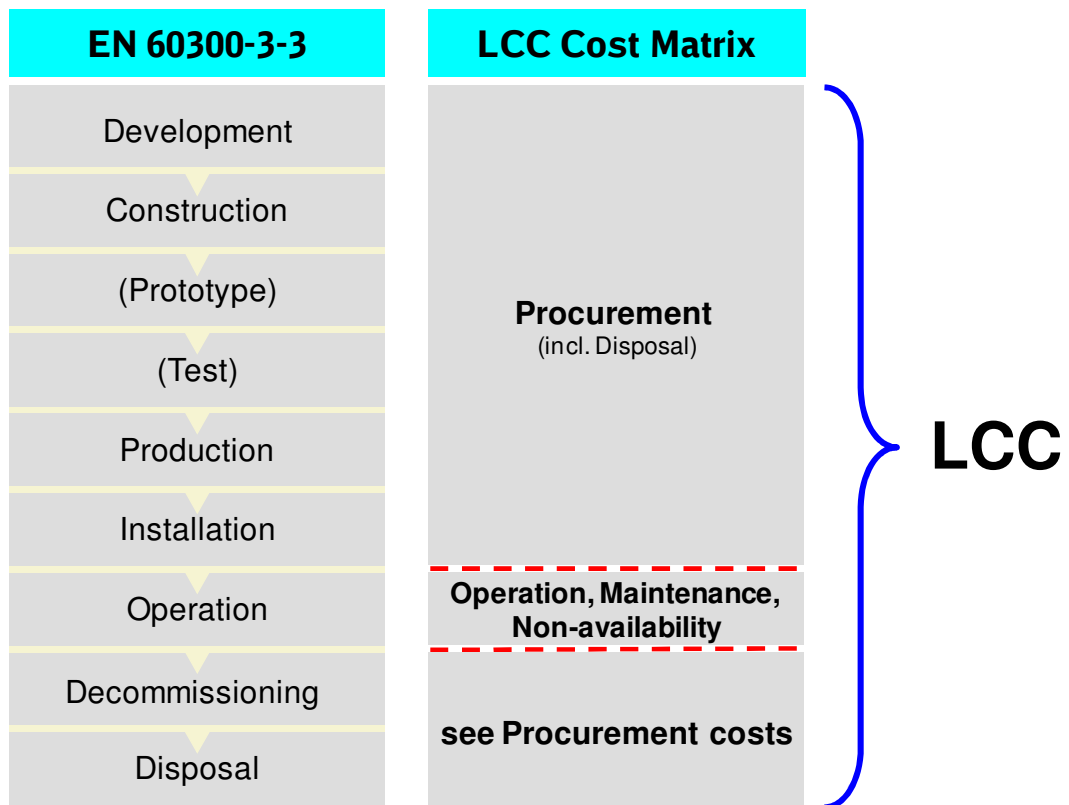 EN 60300-3-3
LCC Cost Matrix
Development
Construction
(Prototype)
(Test)
Production
Installation
Operation
Decommissioning
Disposal
Procurement
(incl. Disposal)
Operation, Maintenance,
Non-availability
see Procurement costs
LCC